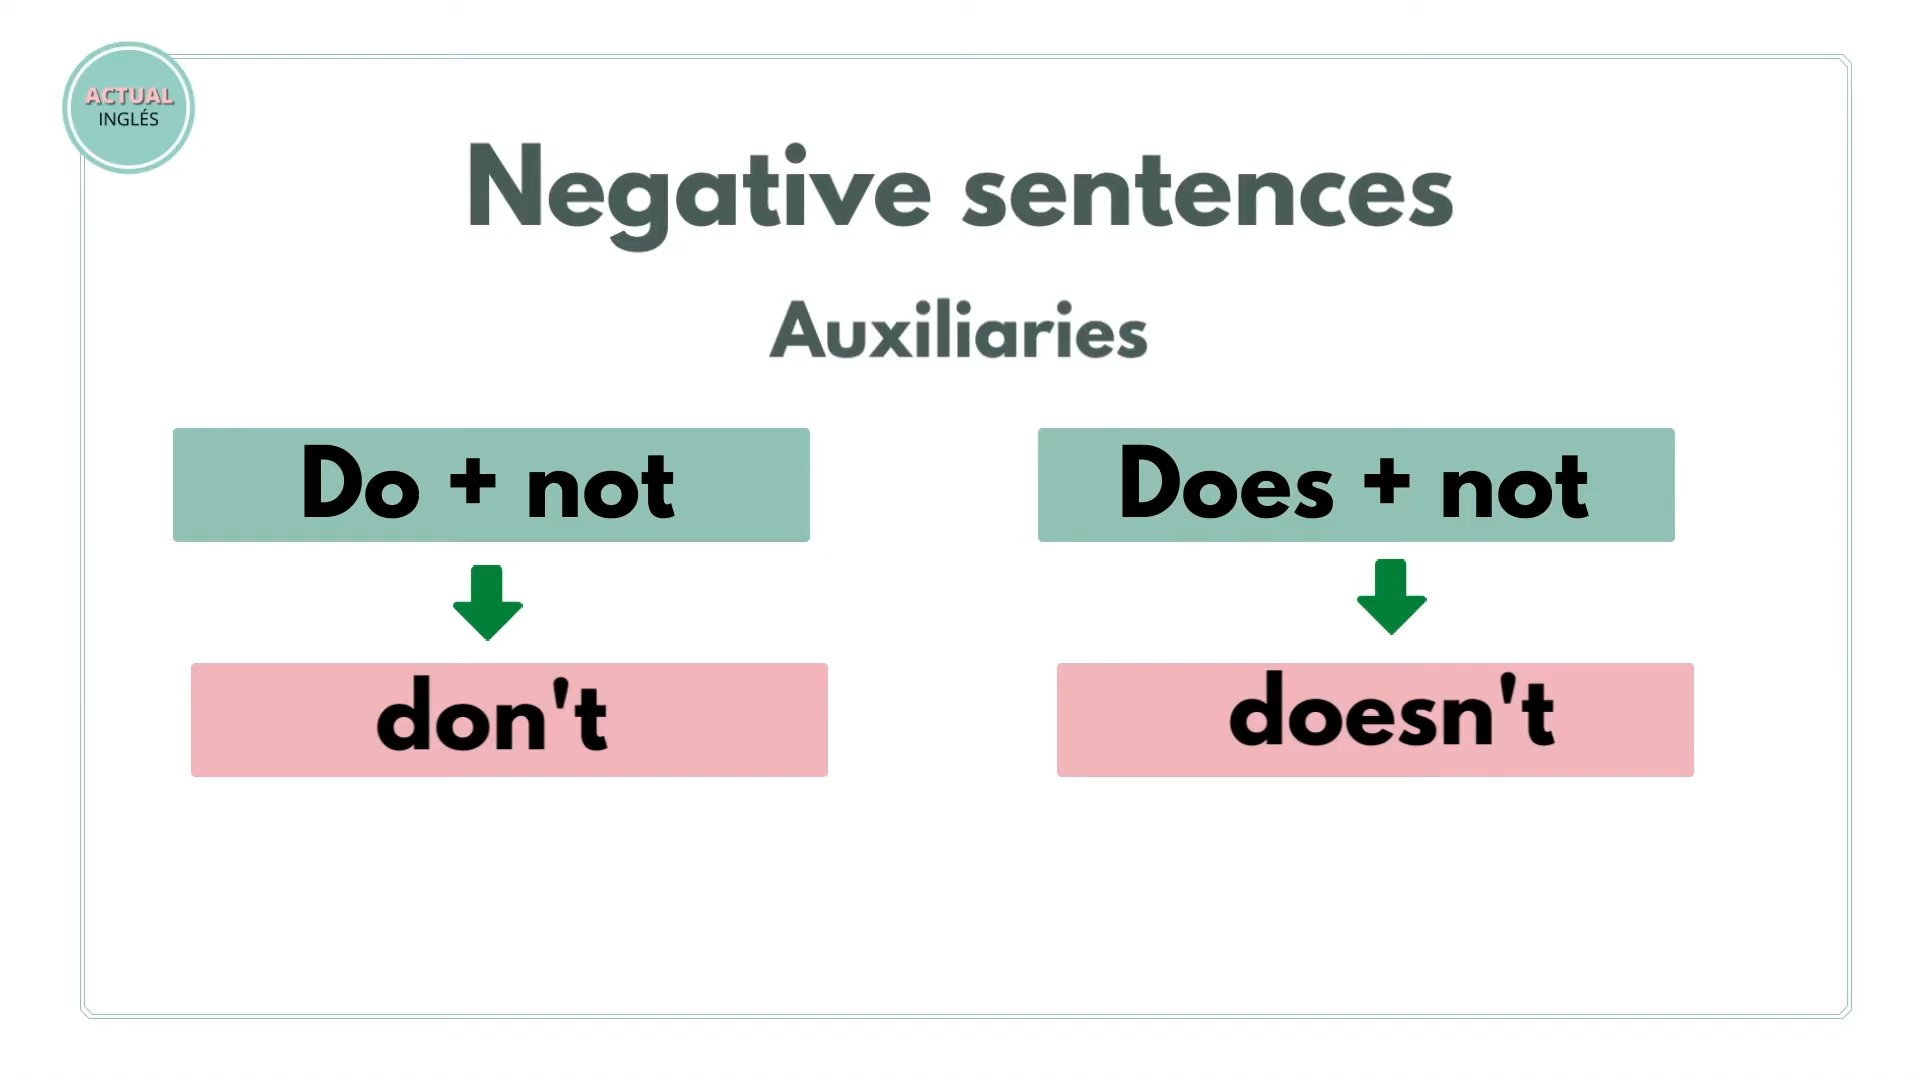 ACTUAL
INGLÉS
Negative sentences
Auxiliaries
Do + not
Does + not
don't
doesn't